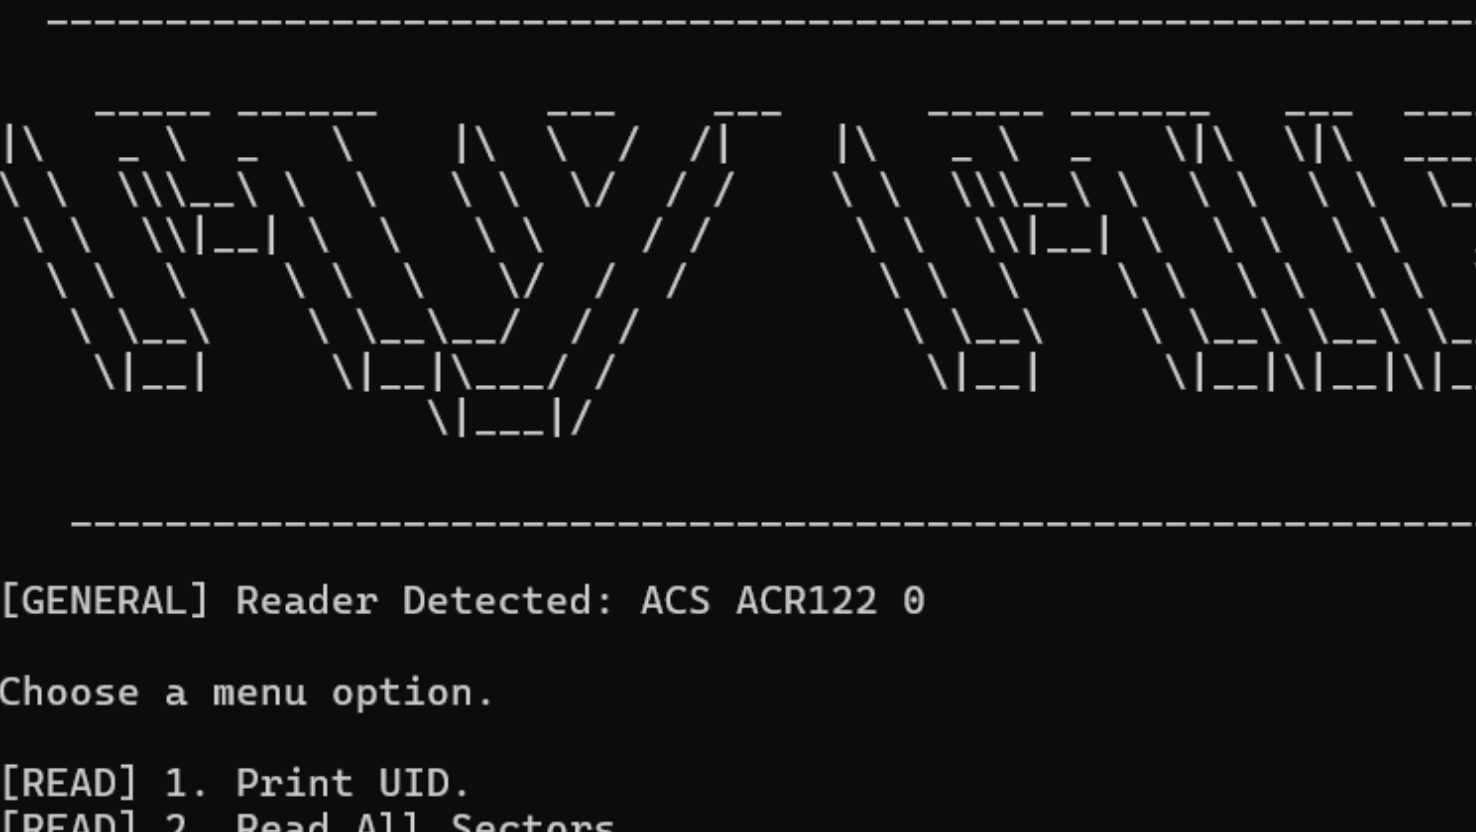 [GENERAL] Reader Detected: ACS ACR122 0
Choose a menu option.
[READ] 1. Print UID.
[READ] 2. Read All Sectors